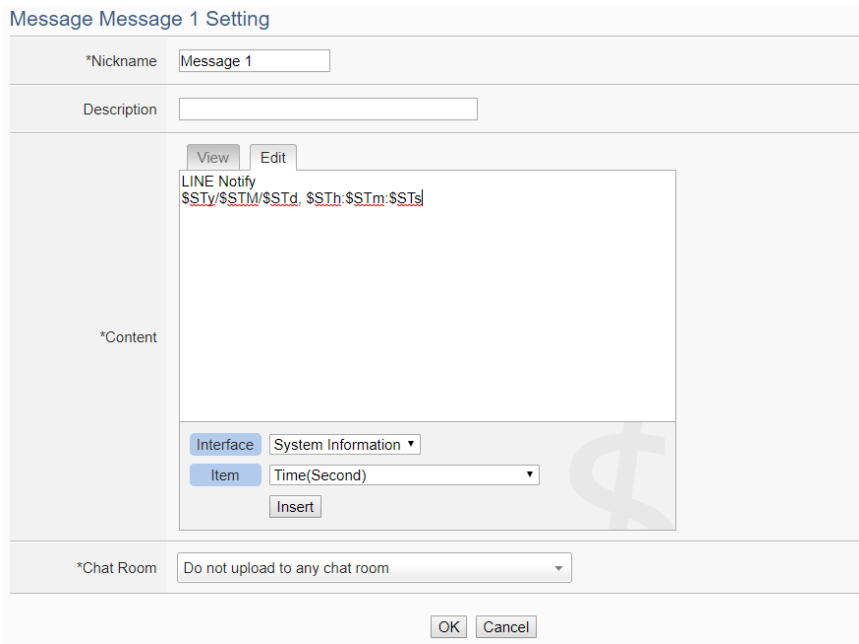 Message Message 1 Setting
*Nickname Message 1
Description
View Edit
LINE Notify
$STy/$STM/$STd, $STh:$STm:$STs
*Content
Interface System Information
Item Time(Second)
Insert
$
*Chat Room Do not upload to any chat room
OK Cancel